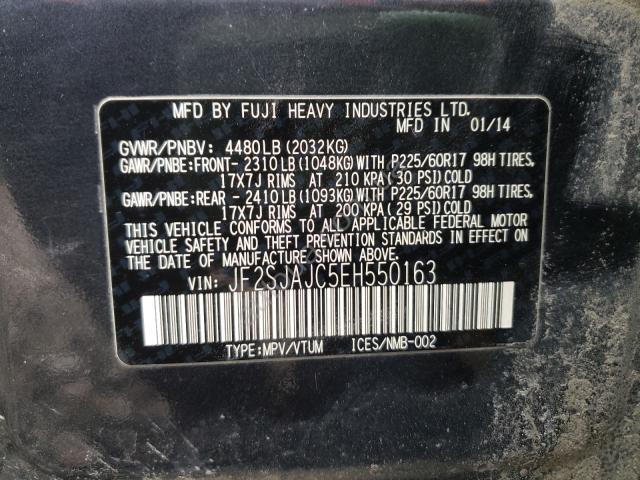 MFD BY FUJI HEAVY INDUSTRIES LTD.
MFD IN 01/14
GVWR/PNBV: 4480LB (2032KG)
GAWR/PNBE:FRONT- 2310LB (1048KG) WITH P225/60R17 98H TIRES,
17X7J RIMS AT 210 KPA (30 PSI) COLD
GAWR/PNBE:REAR - 2410LB (1093KG) WITH P225/60R17 98H TIRES,
17X7J RIMS AT 200 KPA (29 PSI) COLD
THIS VEHICLE CONFORMS TO ALL APPLICABLE FEDERAL MOTOR
VEHICLE SAFETY AND THEFT PREVENTION STANDARDS IN EFFECT ON
THE DATE OF MANUFACTURE SHOWN ABOVE.
VIN: JF2SJAJC5EH550163
TYPE:MPV/VTUM ICES/NMB-002